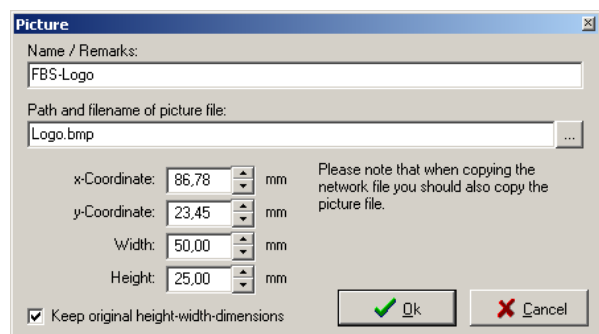 Picture
Name / Remarks:
FBS-Logo
Path and filename of picture file:
Logo.bmp
...
x-Coordinate: 86,78 mm
y-Coordinate: 23,45 mm
Width: 50,00 mm
Height: 25,00 mm
Please note that when copying the
network file you should also copy the
picture file.
Keep original height-width-dimensions
Ok
Cancel